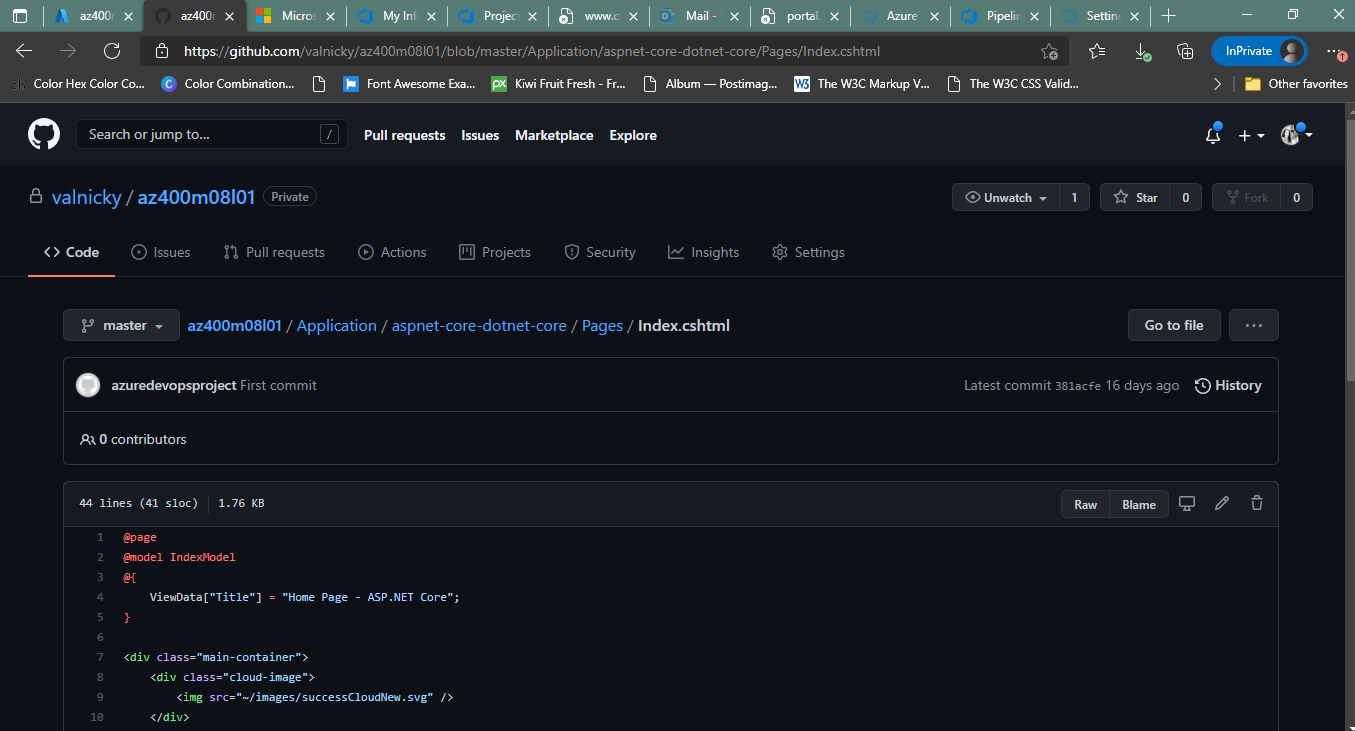 az400 az400 Micros My Inf Project www.c Mail - portal. Azure Pipelin Setting
https://github.com/valnicky/az400m08l01/blob/master/Application/aspnet-core-dotnet-core/Pages/Index.cshtml InPrivate
Color Hex Color Co... Color Combination... Font Awesome Exa... Kiwi Fruit Fresh - Fr... Album — Postimag... The W3C Markup V... The W3C CSS Valid... Other favorites
Search or jump to... / Pull requests Issues Marketplace Explore
valnicky / az400m08l01 Private Unwatch 1 Star 0 Fork 0
Code Issues Pull requests Actions Projects Security Insights Settings
master az400m08l01 / Application / aspnet-core-dotnet-core / Pages / Index.cshtml Go to file ...
azuredevopsproject First commit Latest commit 381acfe 16 days ago History
0 contributors
44 lines (41 sloc) 1.76 KB Raw Blame
1 @page
2 @model IndexModel
3 @{
4 ViewData["Title"] = "Home Page - ASP.NET Core";
5 }
6
7 <div class="main-container">
8 <div class="cloud-image">
9 <img src="~/images/successCloudNew.svg" />
10 </div>